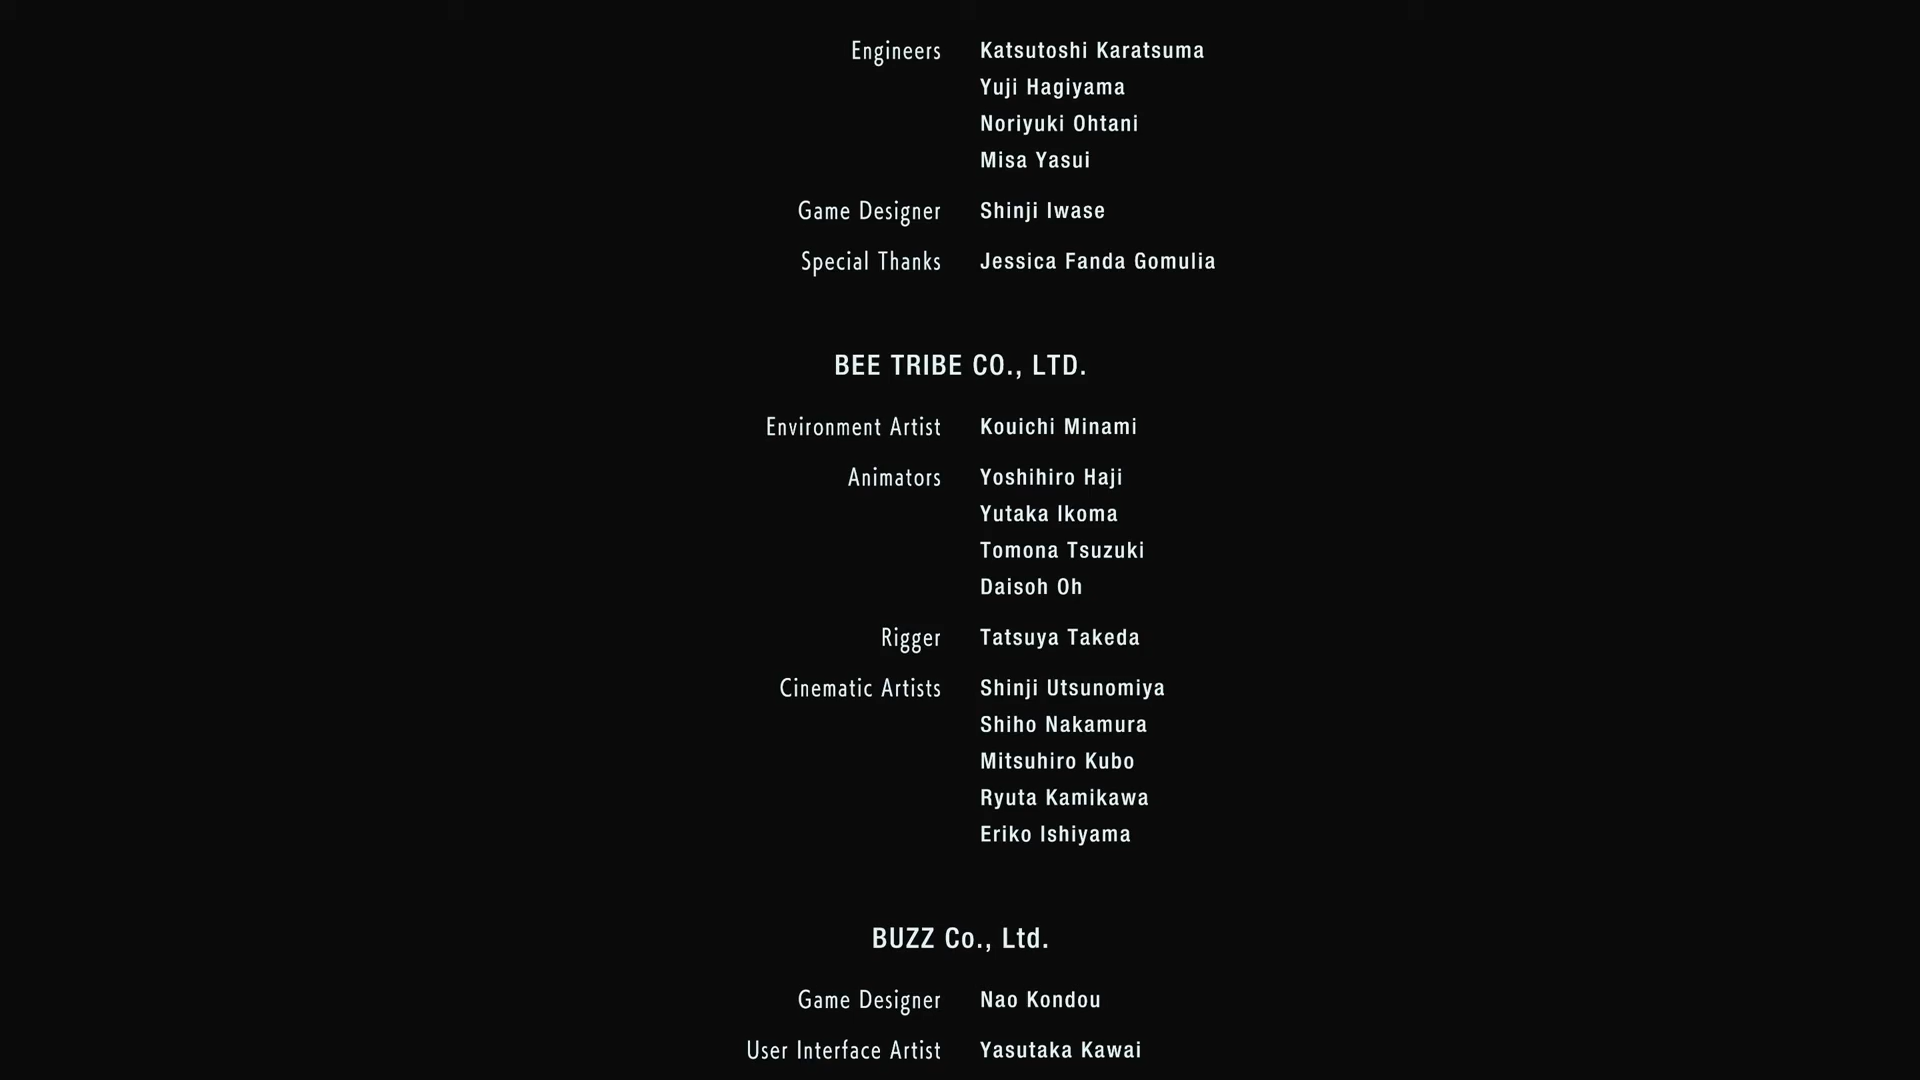 Engineers Katsutoshi Karatsuma
Yuji Hagiyama
Noriyuki Ohtani
Misa Yasui
Game Designer Shinji Iwase
Special Thanks Jessica Fanda Gomulia
BEE TRIBE CO., LTD.
Environment Artist Kouichi Minami
Animators Yoshihiro Haji
Yutaka Ikoma
Tomona Tsuzuki
Daisoh Oh
Rigger Tatsuya Takeda
Cinematic Artists Shinji Utsunomiya
Shiho Nakamura
Mitsuhiro Kubo
Ryuta Kamikawa
Eriko Ishiyama
BUZZ Co., Ltd.
Game Designer Nao Kondou
User Interface Artist Yasutaka Kawai